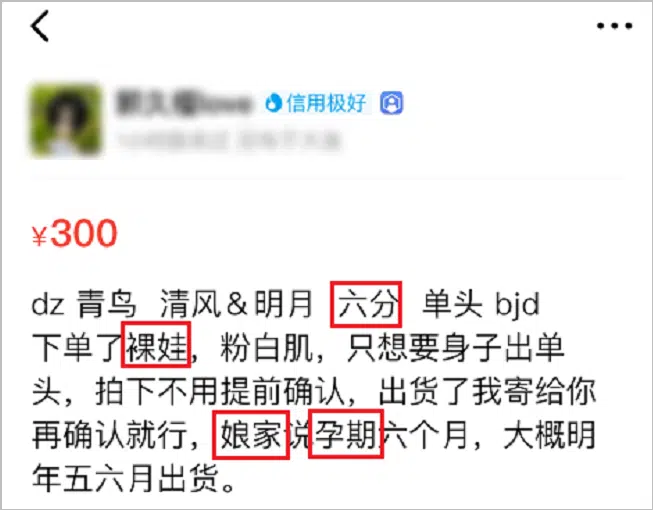 信用极好
¥300
dz 青鸟 清风&明月 六分 单头 bjd
下单了裸娃，粉白肌，只想要身子出单
头，拍下不用提前确认，出货了我寄给你
再确认就行，娘家说孕期六个月，大概明
年五六月出货。